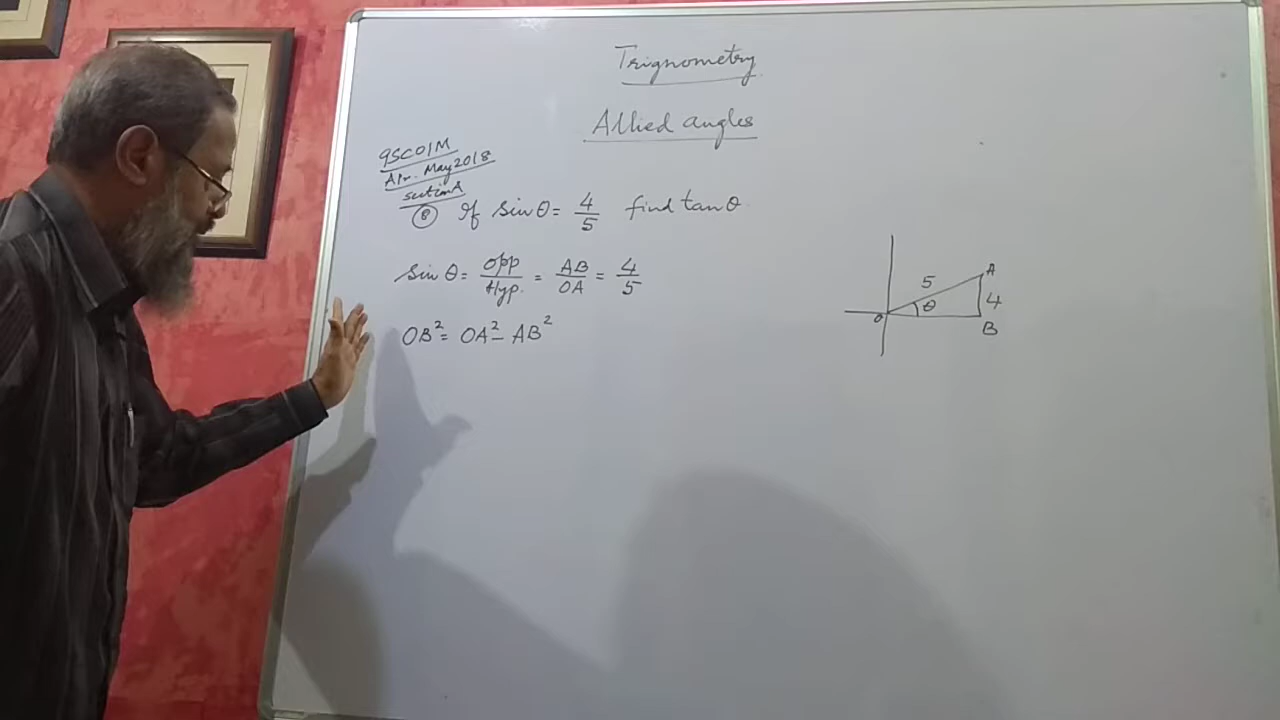 Trignometry
Allied angles
QSC01M
Apr. May 2018
section A
⑧ If sin θ = 4/5 find tan θ
sin θ = Opp/Hyp. = AB/OA = 4/5
OB² = OA² - AB²
5
A
θ
4
O
B